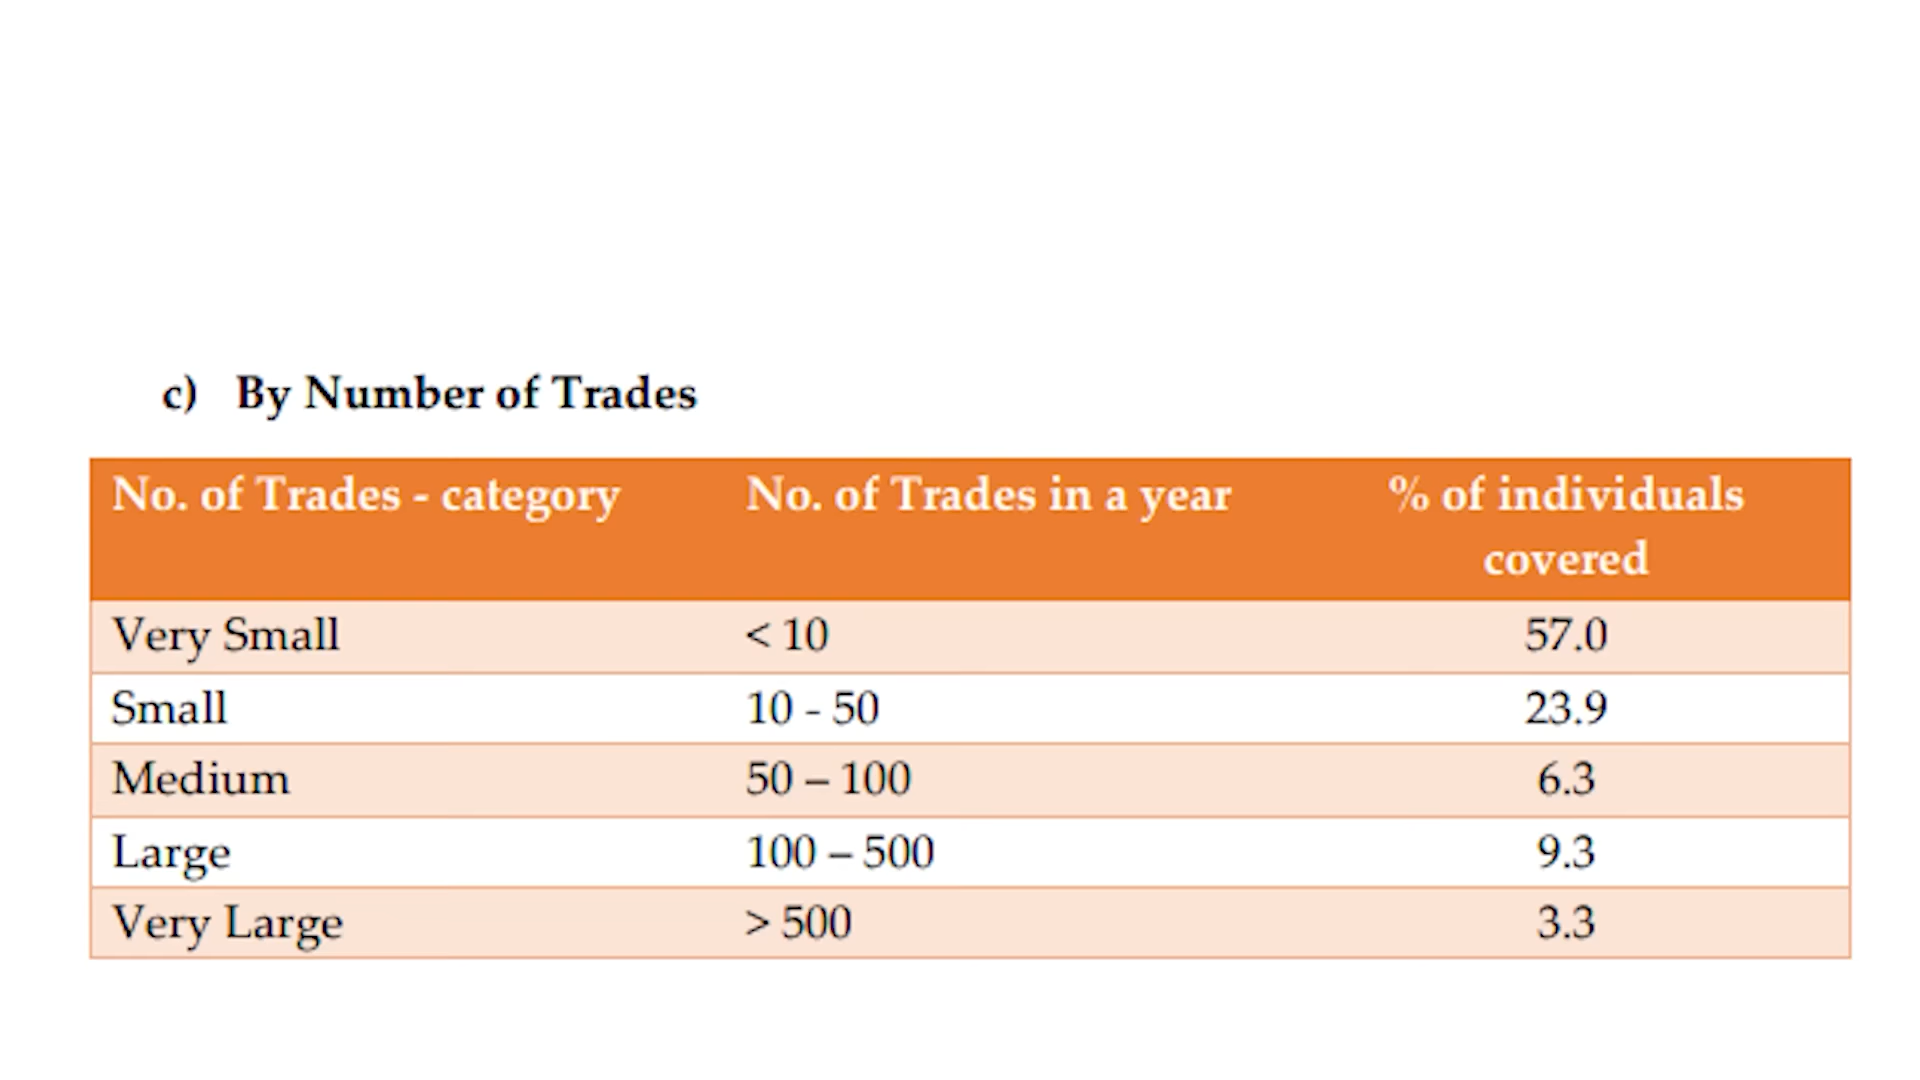 c) By Number of Trades
No. of Trades - category No. of Trades in a year % of individuals
covered
Very Small < 10 57.0
Small 10 - 50 23.9
Medium 50 – 100 6.3
Large 100 – 500 9.3
Very Large > 500 3.3